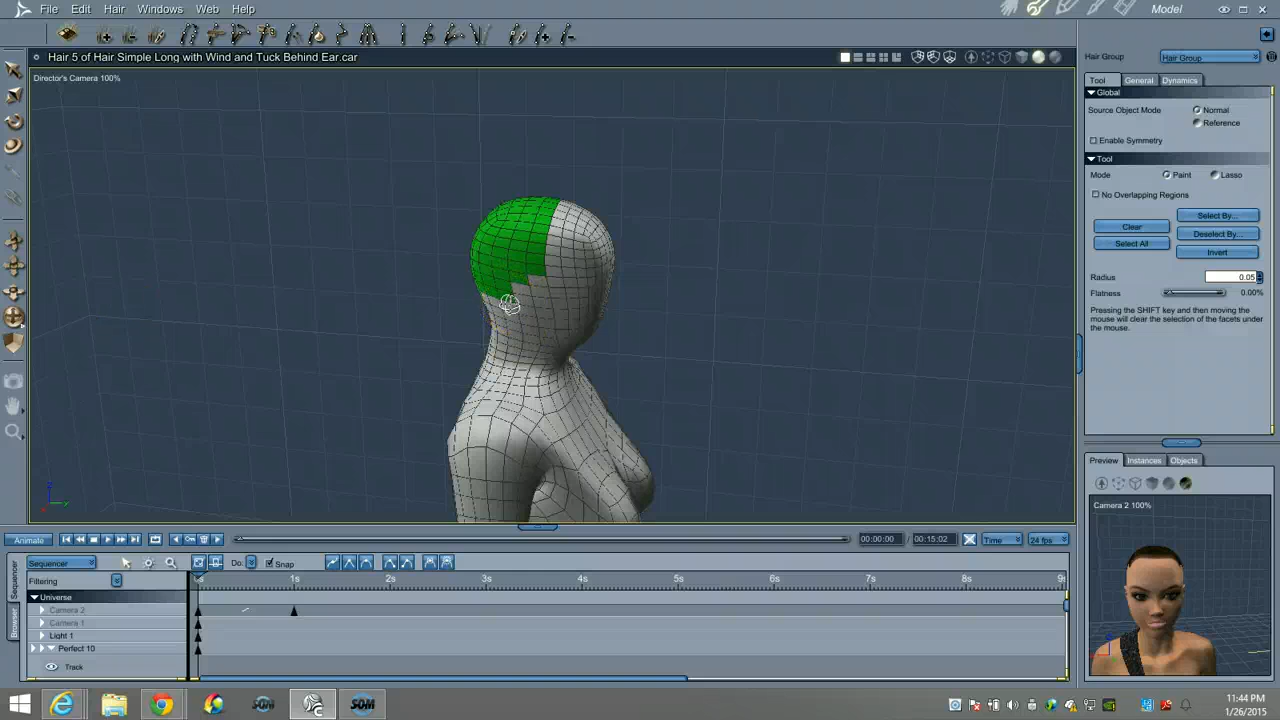 File Edit Windows Web Help Model
Hair 5 of Hair Simple Long with Wind and Tuck Behind Ear.car
Director's Camera 100%
Hair Group Hair Group
Tool General Dynamics
Global
Source Object Mode Normal
Reference
Enable Symmetry
Tool
Mode Paint Lasso
No Overlapping Regions
Select By...
Clear
Deselect By...
Select All
Invert
Radius 0.05
Flatness 0.00%
Pressing the SHIFT key and then moving the
mouse will clear the selection of the facets under
the mouse.
Preview Instances Objects
Camera 2 100%
Animate 00:00:00 00:15:02 Time 24 fps
Sequencer Do: Snap
Filtering 1s 2s 3s 4s 5s 6s 7s 8s 9s
Universe
Camera 2
Camera 1
Light 1
Perfect 10
Track
Sequencer
Browser
SQM SQM
11:44 PM
1/26/2015